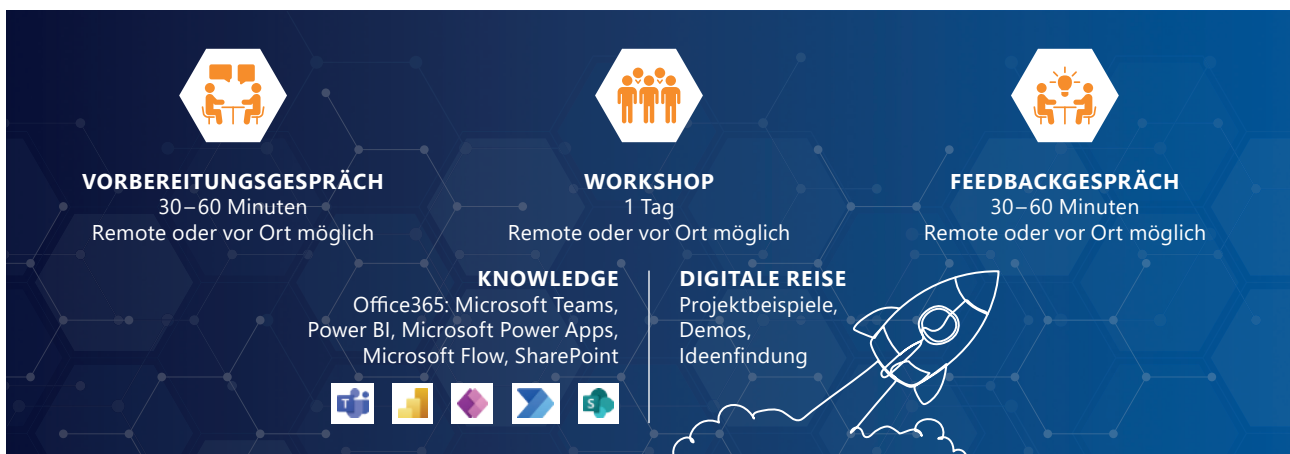 VORBEREITUNGSGESPRÄCH
30–60 Minuten
Remote oder vor Ort möglich
WORKSHOP
1 Tag
Remote oder vor Ort möglich
FEEDBACKGESPRÄCH
30–60 Minuten
Remote oder vor Ort möglich
KNOWLEDGE
Office365: Microsoft Teams,
Power BI, Microsoft Power Apps,
Microsoft Flow, SharePoint
DIGITALE REISE
Projektbeispiele,
Demos,
Ideenfindung
T
S